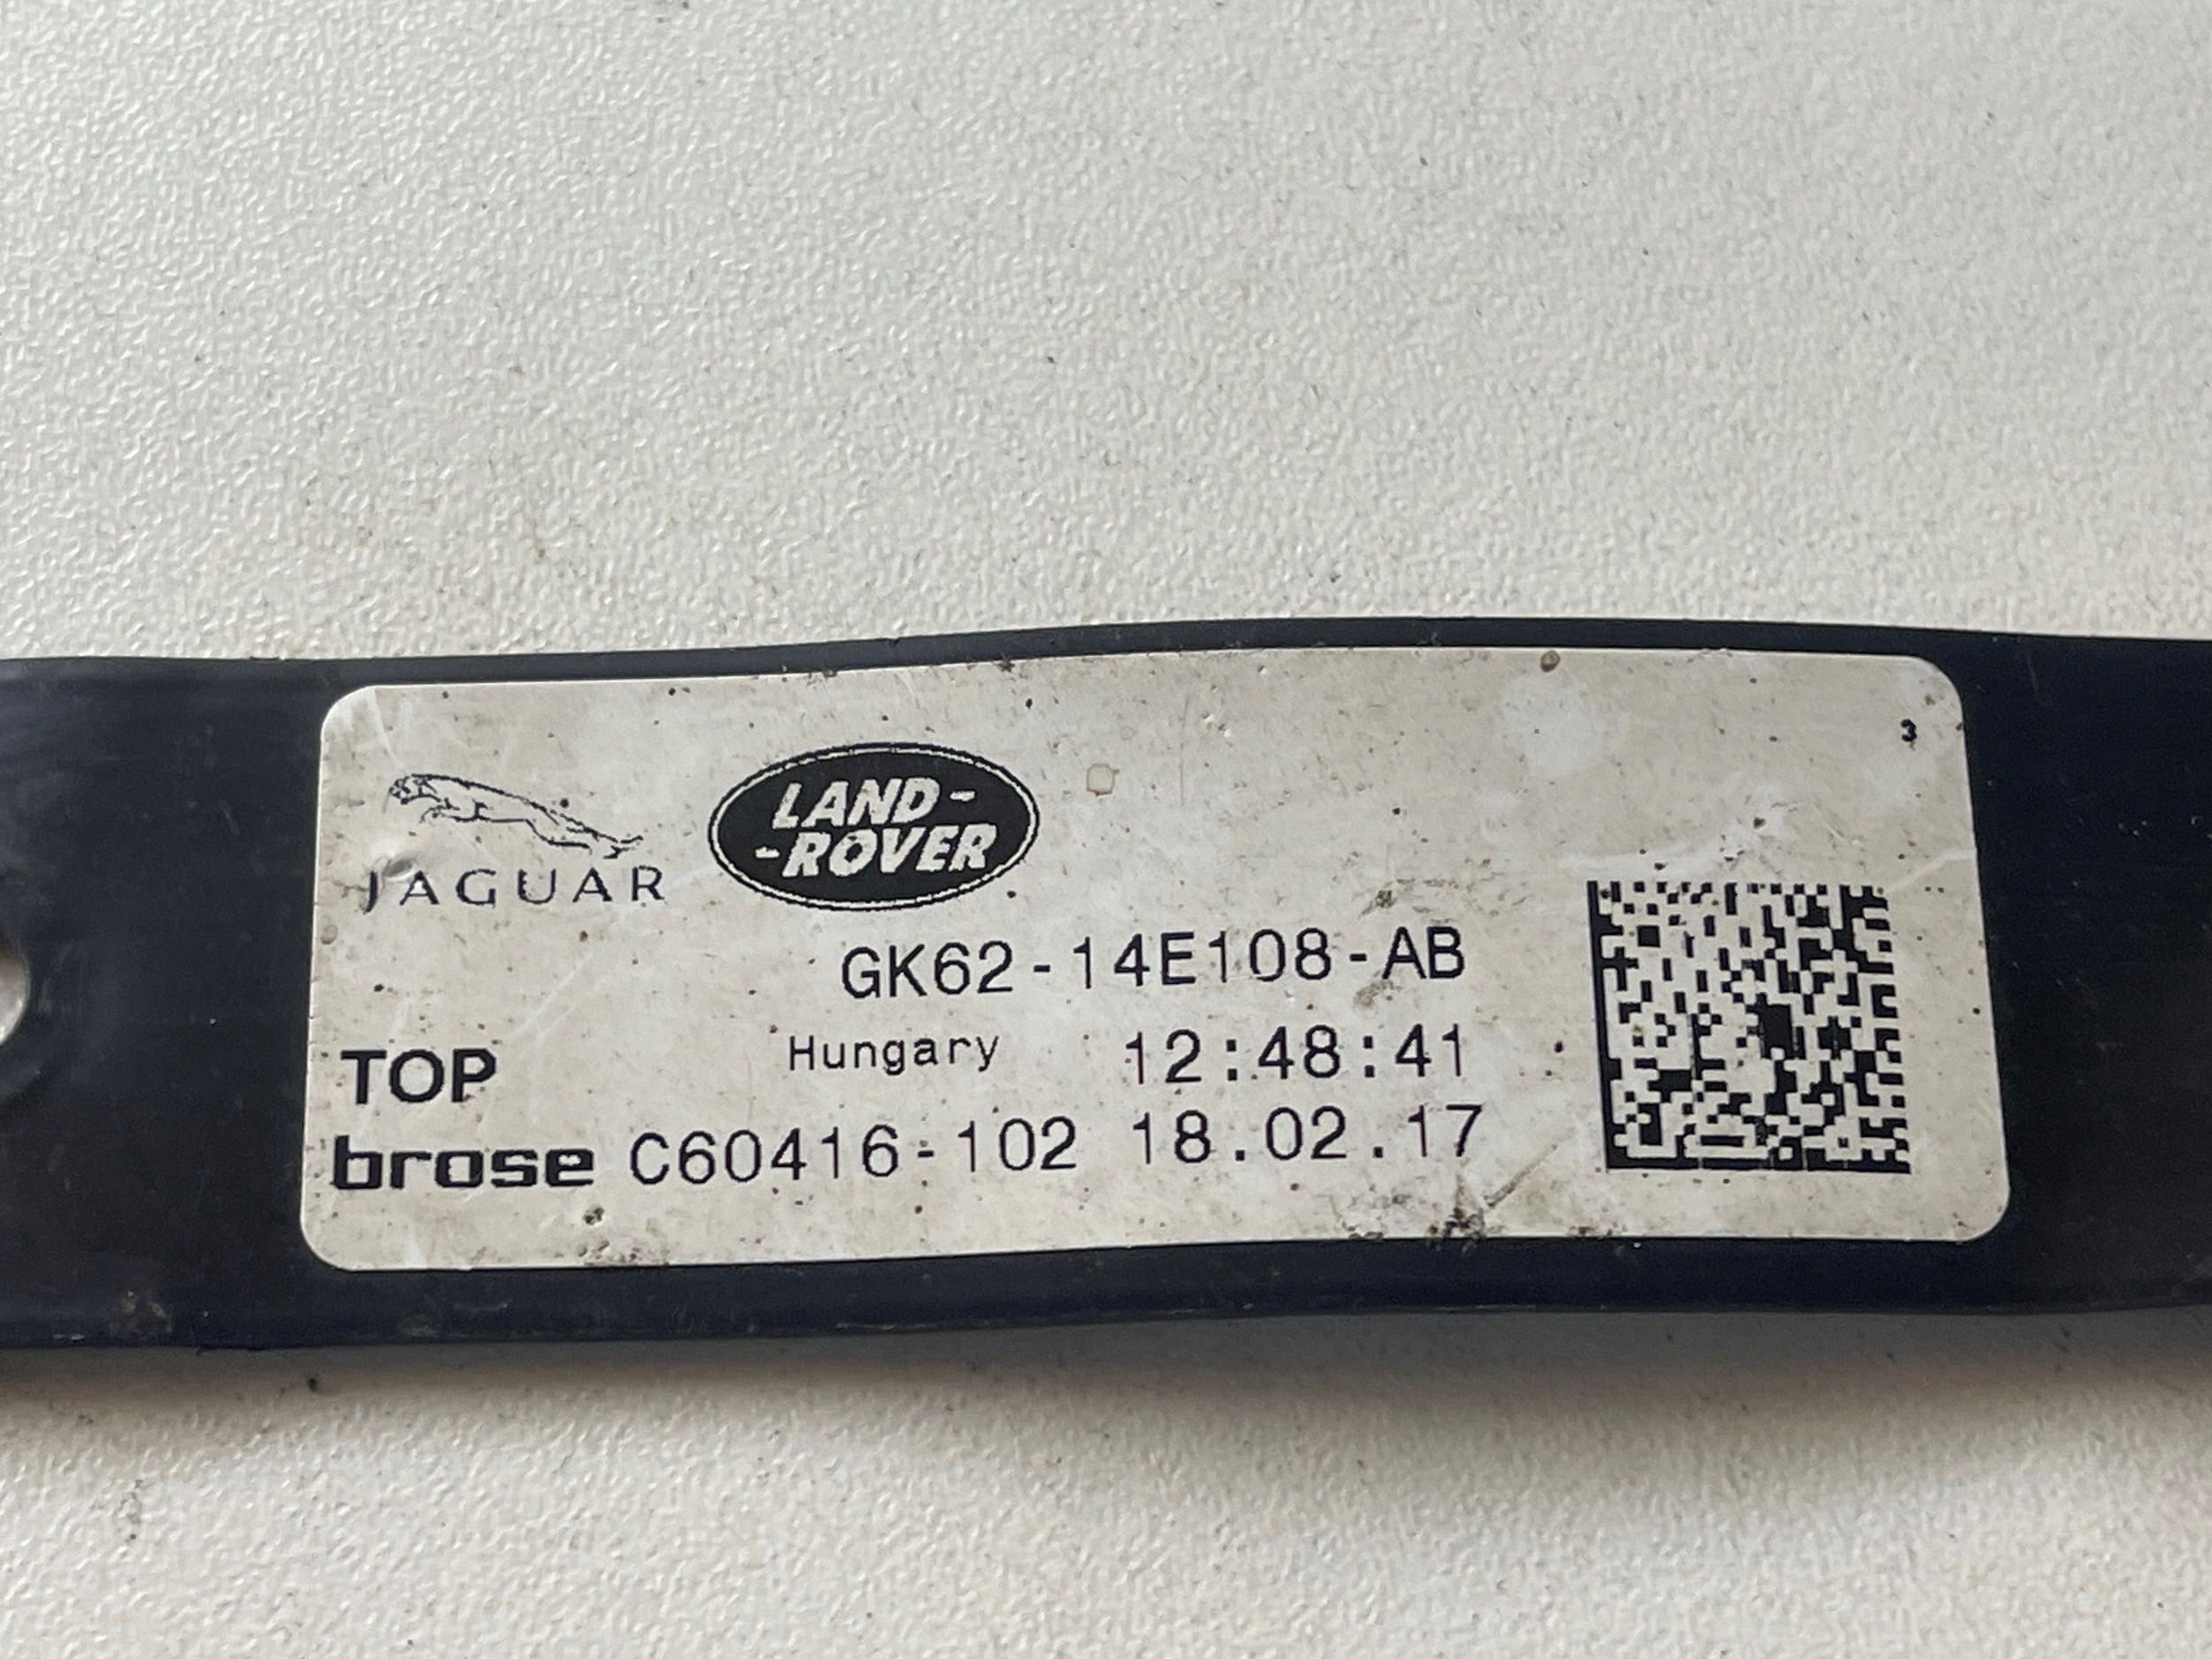 3
JAGUAR
LAND-
-ROVER
GK62-14E108-AB
TOP
Hungary 12:48:41
brose C60416-102 18.02.17